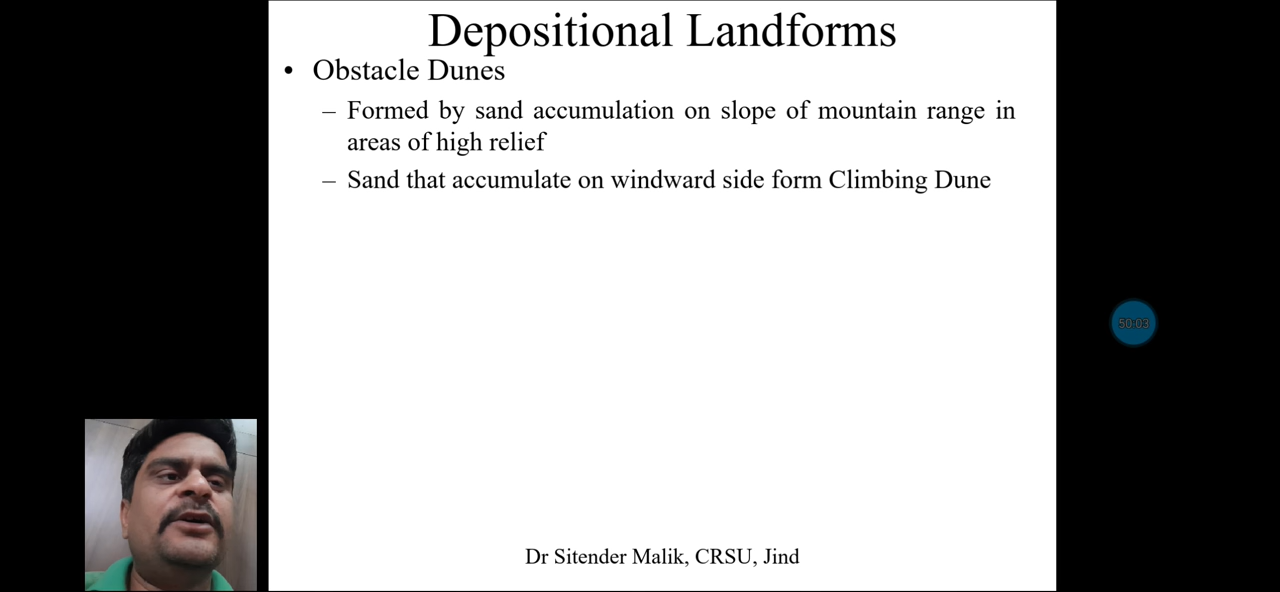 Depositional Landforms
• Obstacle Dunes
– Formed by sand accumulation on slope of mountain range in
areas of high relief
– Sand that accumulate on windward side form Climbing Dune
50:03
Dr Sitender Malik, CRSU, Jind